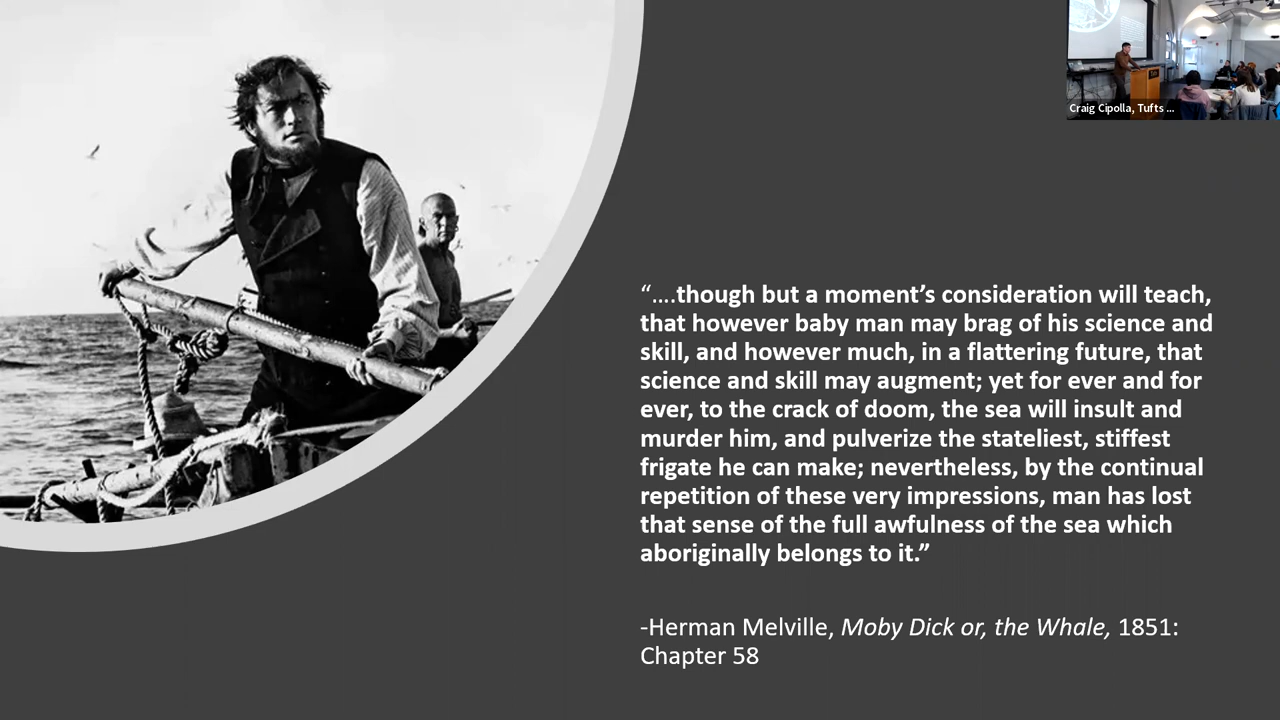 Craig Cipolla, Tufts ...
“....though but a moment’s consideration will teach,
that however baby man may brag of his science and
skill, and however much, in a flattering future, that
science and skill may augment; yet for ever and for
ever, to the crack of doom, the sea will insult and
murder him, and pulverize the stateliest, stiffest
frigate he can make; nevertheless, by the continual
repetition of these very impressions, man has lost
that sense of the full awfulness of the sea which
aboriginally belongs to it.”
-Herman Melville, Moby Dick or, the Whale, 1851:
Chapter 58